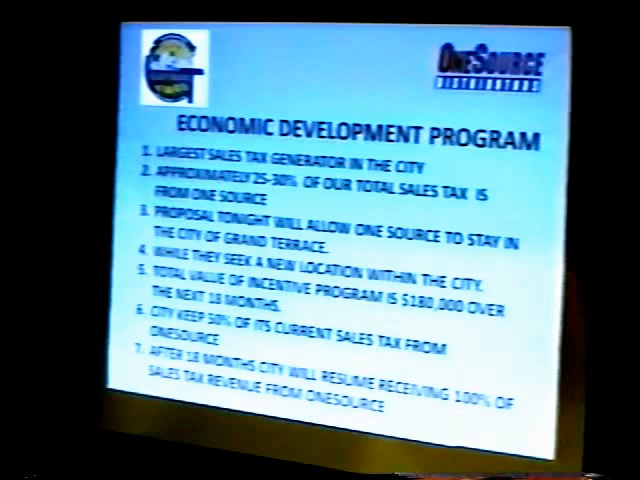 ONESOURCE
DISTRIBUTORS
ECONOMIC DEVELOPMENT PROGRAM
1. LARGEST SALES TAX GENERATOR IN THE CITY
2. APPROXIMATELY 25-30% OF OUR TOTAL SALES TAX IS
FROM ONE SOURCE
3. PROPOSAL TONIGHT WILL ALLOW ONE SOURCE TO STAY IN
THE CITY OF GRAND TERRACE.
4. WHILE THEY SEEK A NEW LOCATION WITHIN THE CITY.
5. TOTAL VALUE OF INCENTIVE PROGRAM IS $180,000 OVER
THE NEXT 18 MONTHS.
6. CITY KEEP 50% OF ITS CURRENT SALES TAX FROM
ONESOURCE
7. AFTER 18 MONTHS CITY WILL RESUME RECEIVING 100% OF
SALES TAX REVENUE FROM ONESOURCE